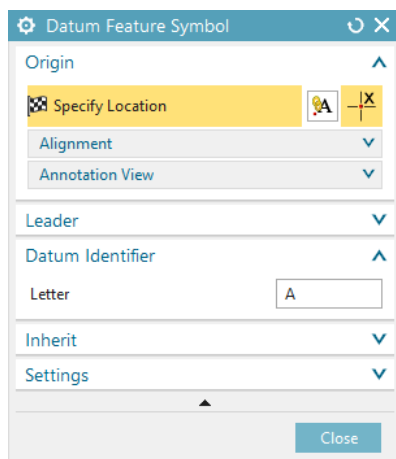 Datum Feature Symbol
Origin
Specify Location
A
X
Alignment
Annotation View
Leader
Datum Identifier
Letter A
Inherit
Settings
Close